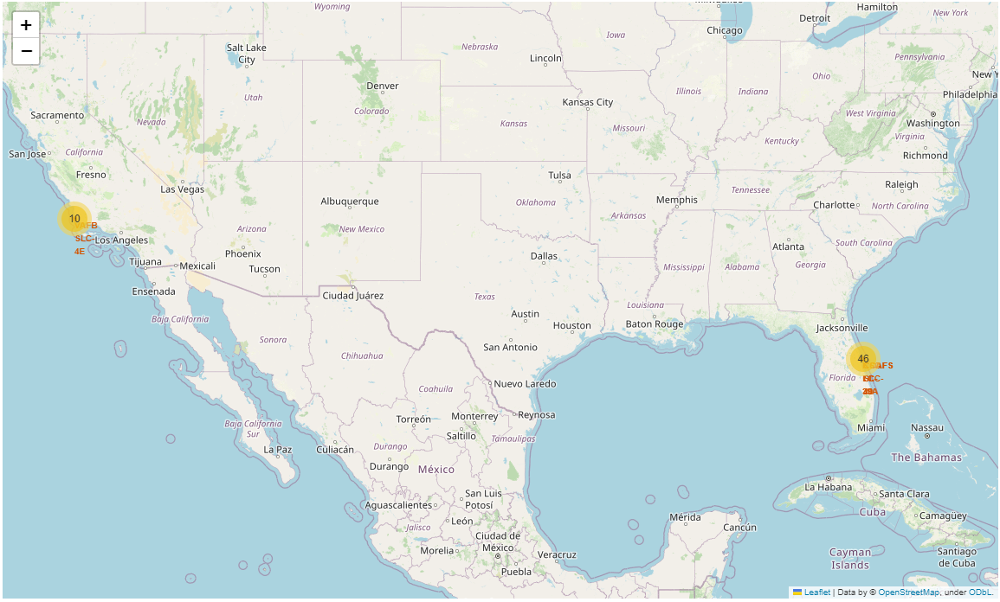 +
−
Wyoming
Hamilton
Detroit
New York
Chicago
Iowa
Salt Lake
City
Nebraska
Lincoln
Pennsylvania
New Y
Ohio
Denver
Utah
Illinois
Indiana
Philadelphia
Colorado
Kansas City
Sacramento
Nevada
Kansas
Missouri
West Virginia
Washington
Kentucky
Virginia
San Jose
California
Richmond
Fresno
Las Vegas
Tulsa
Raleigh
Tennessee
Albuquerque
Oklahoma
Memphis
Charlotte
North Carolina
10
Arkansas
AFB
SLC-
4E
Los Angeles
Arizona
New Mexico
South Carolina
Atlanta
Phoenix
Dallas
Tijuana
Mexicali
Tucson
Mississippi
Alabama
Georgia
Ensenada
Ciudad Juárez
Texas
Louisiana
Baja California
Austin
Houston
Baton Rouge
Jacksonville
Sonora
San Antonio
Chihuahua
46
AFS
Florida
Nuevo Laredo
Coahuila
Torreón
Monterrey
Reynosa
Baja California
Sur
Saltillo
Tamaulipas
Miami
Nassau
La Paz
Culiacán
Durango
The Bahamas
Durango
México
La Habana
San Luis
Potosí
Santa Clara
Aguascalientes
Cuba
Camagüey
Jalisco
León
Mérida
Cancún
Ciudad de
México
Morelia
Veracruz
Cayman
Islands
Santiago
de Cuba
Puebla
Leaflet | Data by © OpenStreetMap, under ODbL.